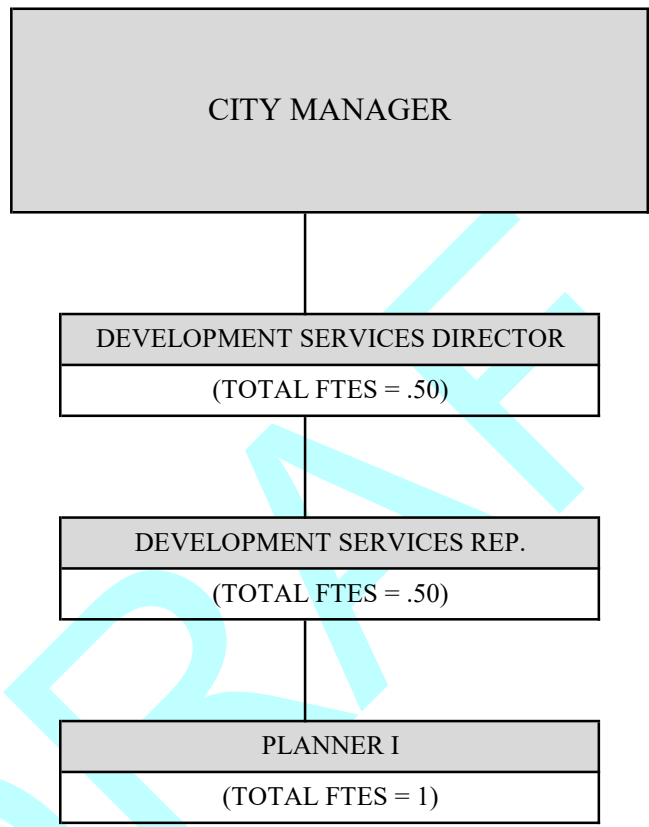 CITY MANAGER
DEVELOPMENT SERVICES DIRECTOR
(TOTAL FTES = .50)
DEVELOPMENT SERVICES REP.
(TOTAL FTES = .50)
PLANNER I
(TOTAL FTES = 1)